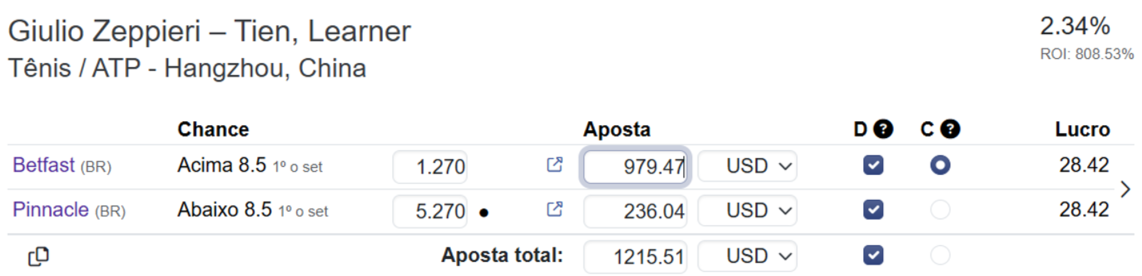 Giulio Zeppieri – Tien, Learner
2.34%
ROI: 808.53%
Tênis / ATP - Hangzhou, China
Chance Aposta D ? C ? Lucro
Betfast (BR) Acima 8.5 1º o set 1.270 979.47 USD 28.42
Pinnacle (BR) Abaixo 8.5 1º o set 5.270 236.04 USD 28.42
Aposta total: 1215.51 USD